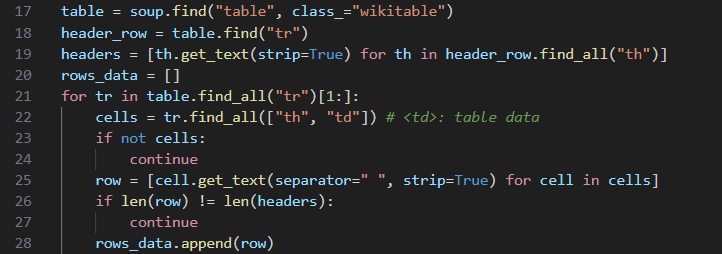 17 table = soup.find("table", class_="wikitable")
18 header_row = table.find("tr")
19 headers = [th.get_text(strip=True) for th in header_row.find_all("th")]
20 rows_data = []
21 for tr in table.find_all("tr")[1:]:
22     cells = tr.find_all(["th", "td"]) # <td>: table data
23     if not cells:
24         continue
25     row = [cell.get_text(separator=" ", strip=True) for cell in cells]
26     if len(row) != len(headers):
27         continue
28     rows_data.append(row)